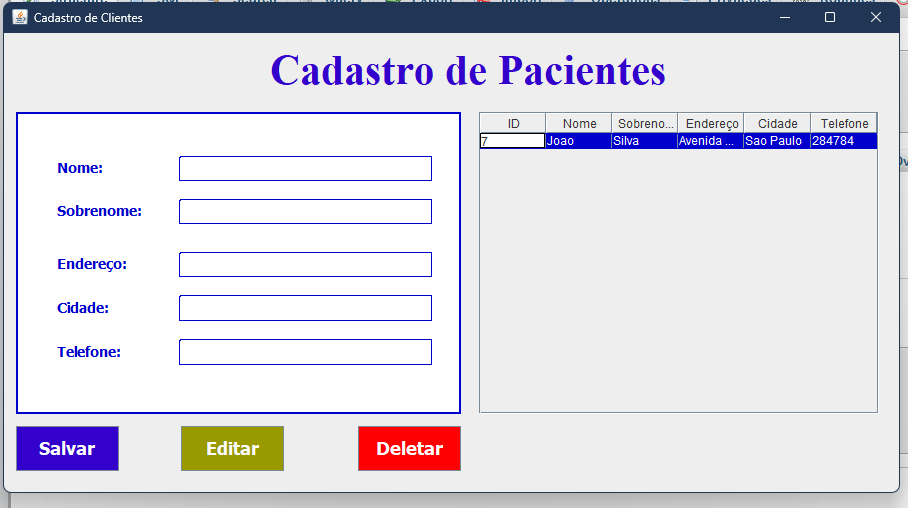 Cadastro de Clientes
Cadastro de Pacientes
Nome:
Sobrenome:
Endereço:
Cidade:
Telefone:
Salvar Editar Deletar
ID Nome Sobreno... Endereço Cidade Telefone
7 Joao Silva Avenida ... Sao Paulo 284784